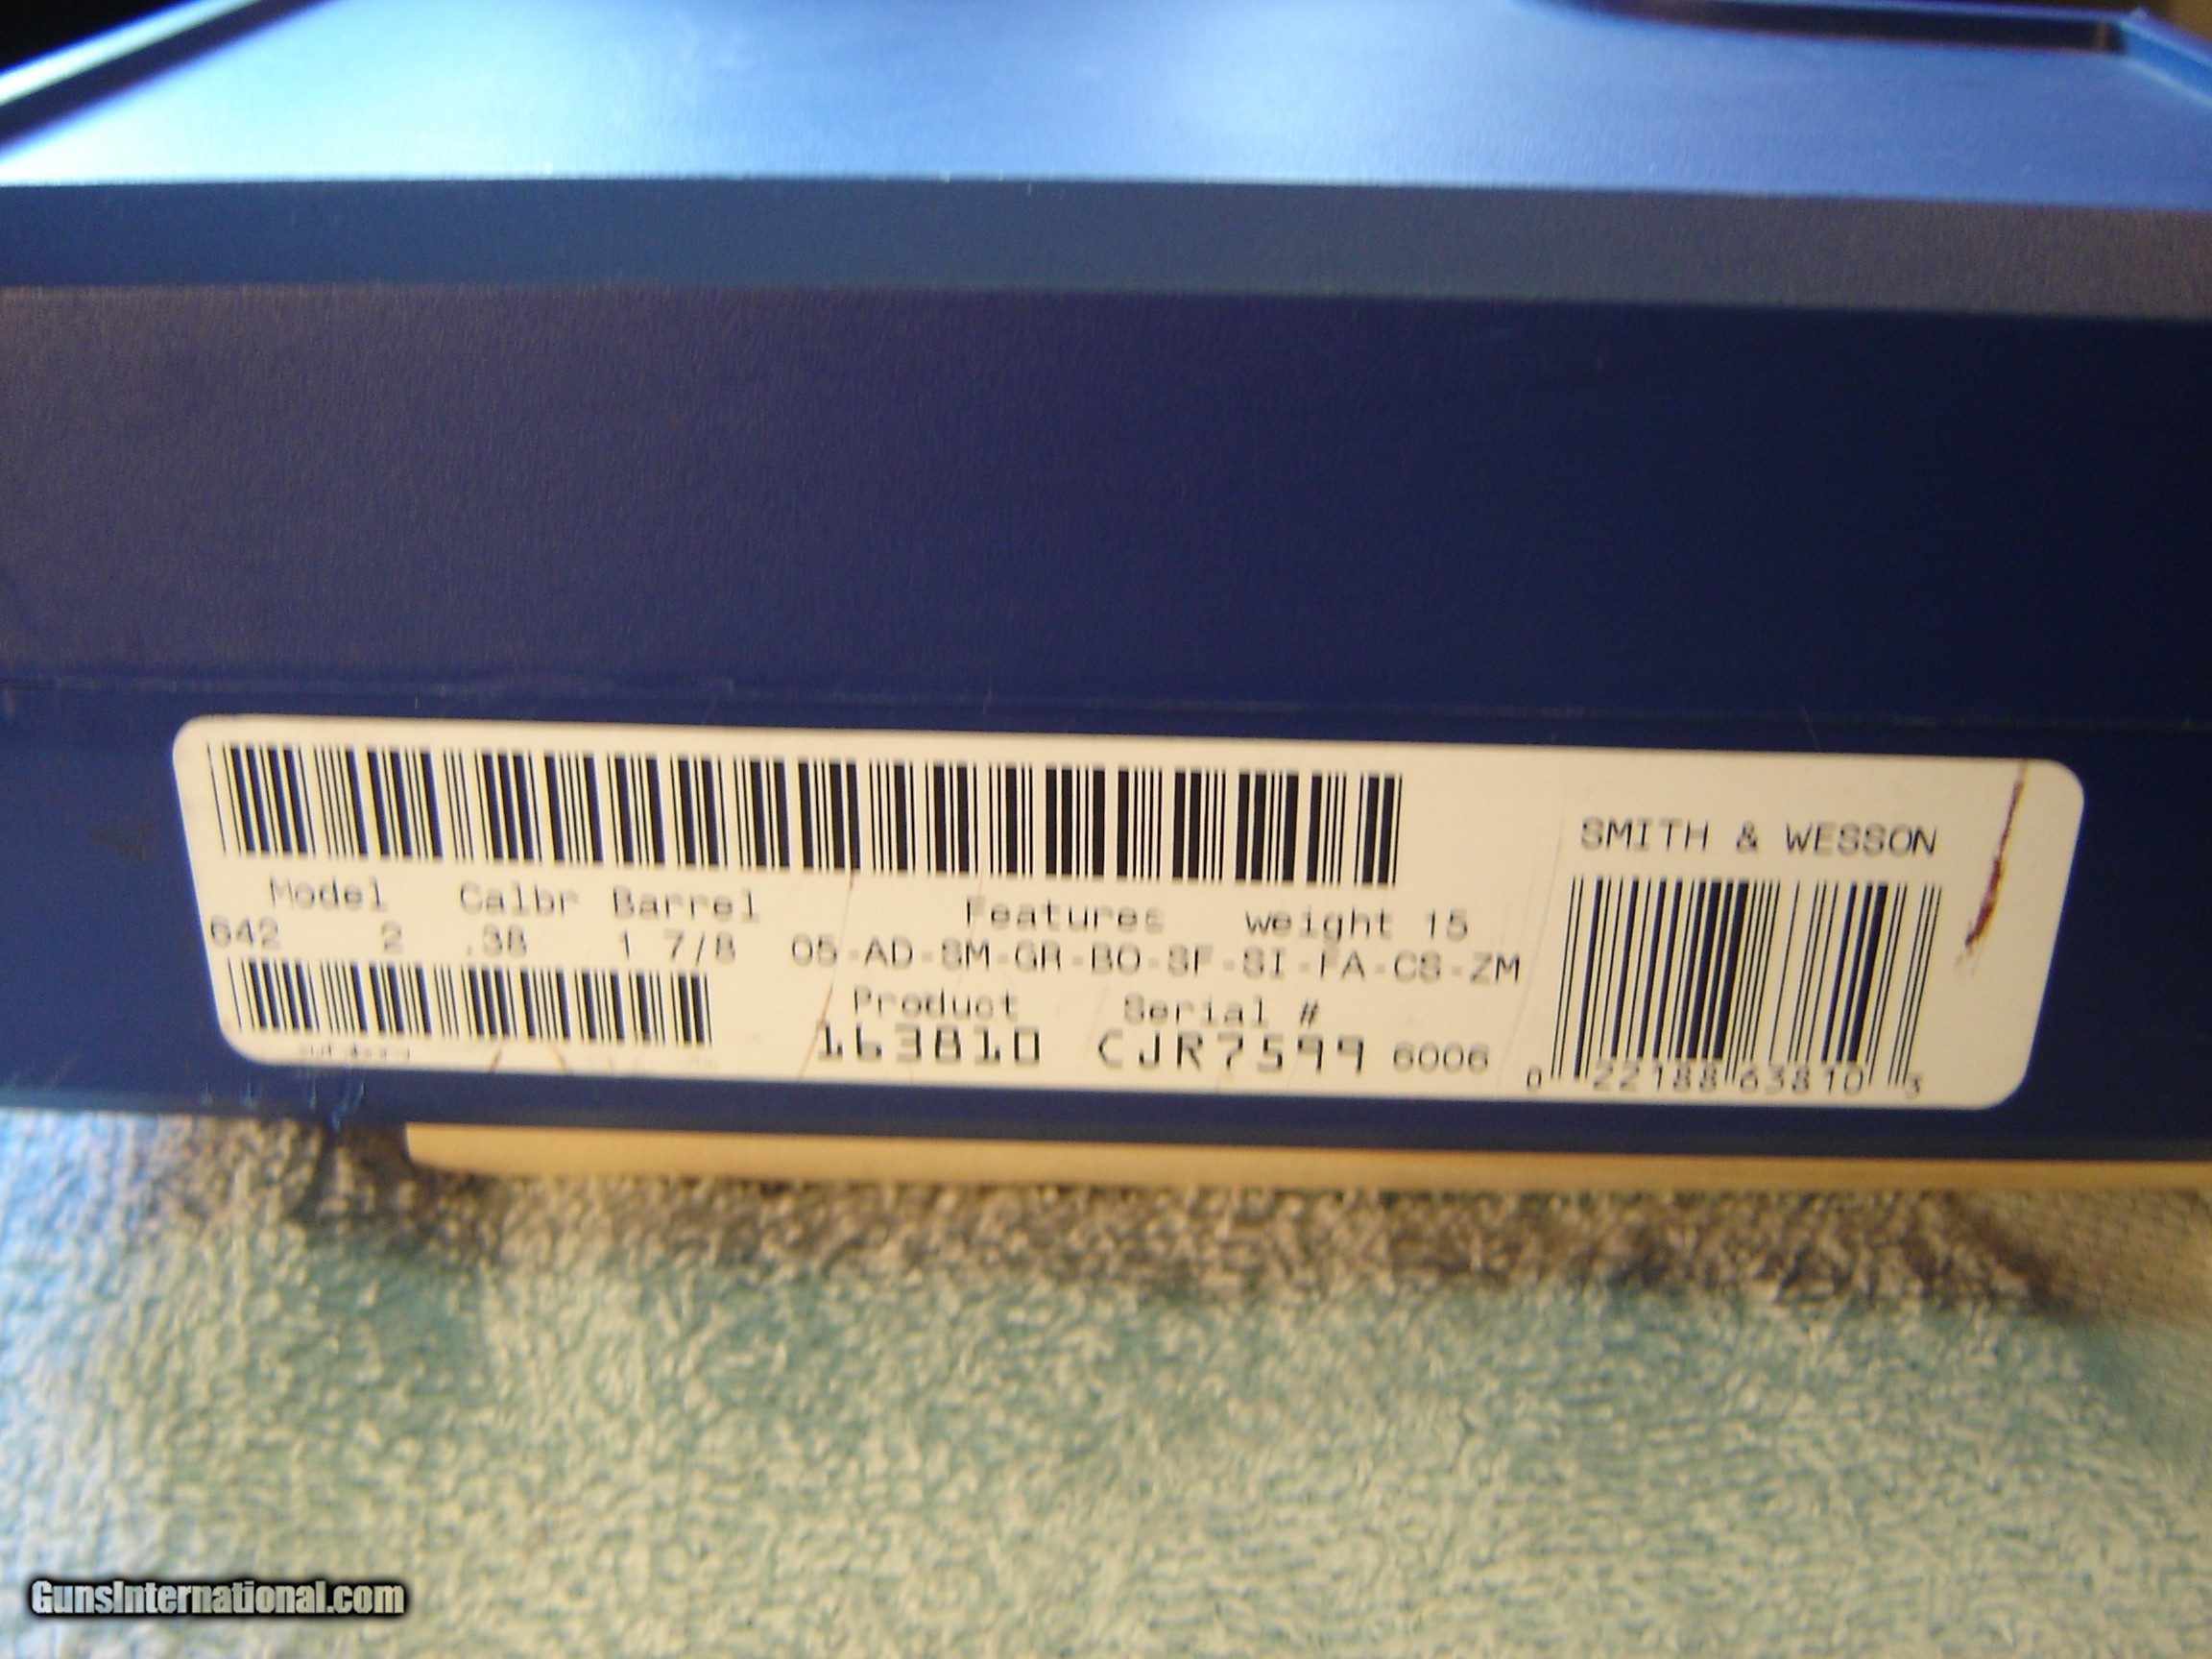 SMITH & WESSON
Model Calbr Barrel Features weight 15
642 2 .38 1 7/8 05-AD-SM-GR-BO-SF-SI-FA-CS-ZM
Product Serial #
163810 CJR7599 6006
0 22188 63810 3
GunsInternational.com